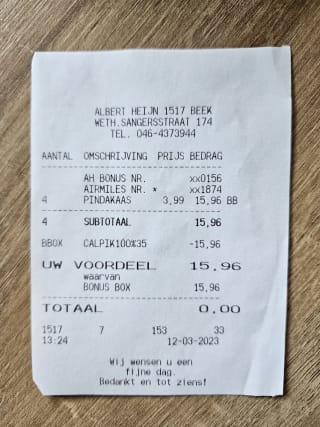 ALBERT HEIJN 1517 BEEK
WETH.SANGERSSTRAAT 174
TEL. 046-4373944
AANTAL OMSCHRIJVING PRIJS BEDRAG
AH BONUS NR. xx0156
AIRMILES NR. * xx1874
4 PINDAKAAS 3,99 15,96 BB
4 SUBTOTAAL 15,96
BBOX CALPIK100%35 -15,96
UW VOORDEEL 15,96
waarvan
BONUS BOX 15,96
TOTAAL 0.00
1517 7 153 33
13:24 12-03-2023
Wij wensen u een
fijne dag.
Bedankt en tot ziens!